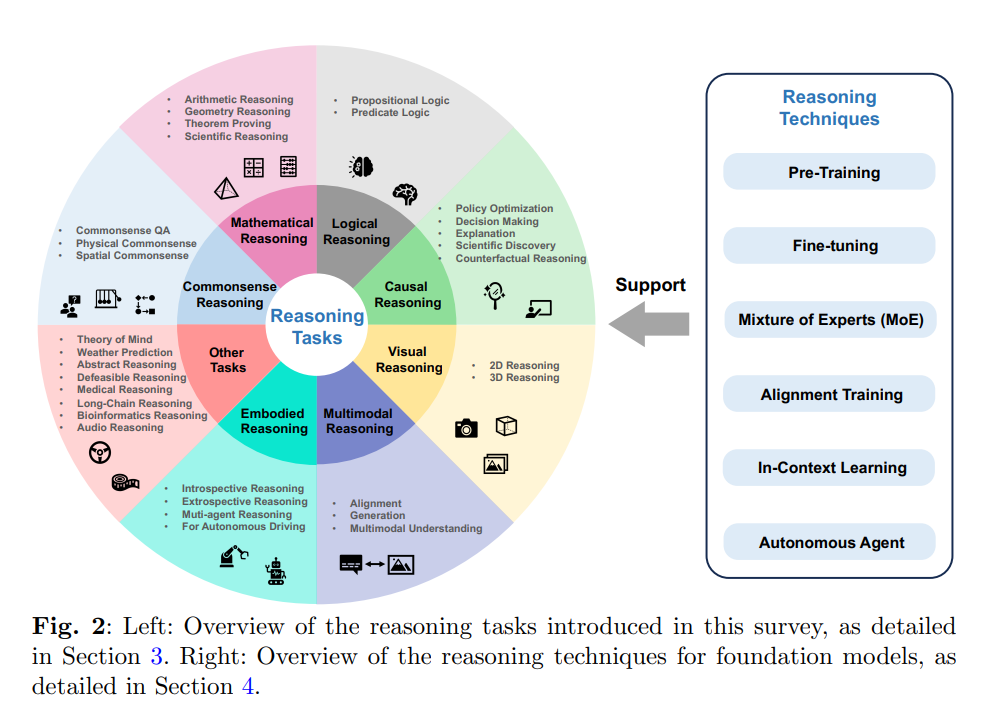 • Arithmetic Reasoning
• Geometry Reasoning
• Theorem Proving
• Scientific Reasoning
Mathematical
Reasoning
• Propositional Logic
• Predicate Logic
Logical
Reasoning
• Policy Optimization
• Decision Making
• Explanation
• Scientific Discovery
• Counterfactual Reasoning
Causal
Reasoning
• 2D Reasoning
• 3D Reasoning
Visual
Reasoning
• Alignment
• Generation
• Multimodal Understanding
Multimodal
Reasoning
• Introspective Reasoning
• Extrospective Reasoning
• Muti-agent Reasoning
• For Autonomous Driving
Embodied
Reasoning
• Theory of Mind
• Weather Prediction
• Abstract Reasoning
• Defeasible Reasoning
• Medical Reasoning
• Long-Chain Reasoning
• Bioinformatics Reasoning
• Audio Reasoning
Other
Tasks
• Commonsense QA
• Physical Commonsense
• Spatial Commonsense
Commonsense
Reasoning
Reasoning
Tasks
Support
Reasoning
Techniques
Pre-Training
Fine-tuning
Mixture of Experts (MoE)
Alignment Training
In-Context Learning
Autonomous Agent
Fig. 2: Left: Overview of the reasoning tasks introduced in this survey, as detailed
in Section 3. Right: Overview of the reasoning techniques for foundation models, as
detailed in Section 4.